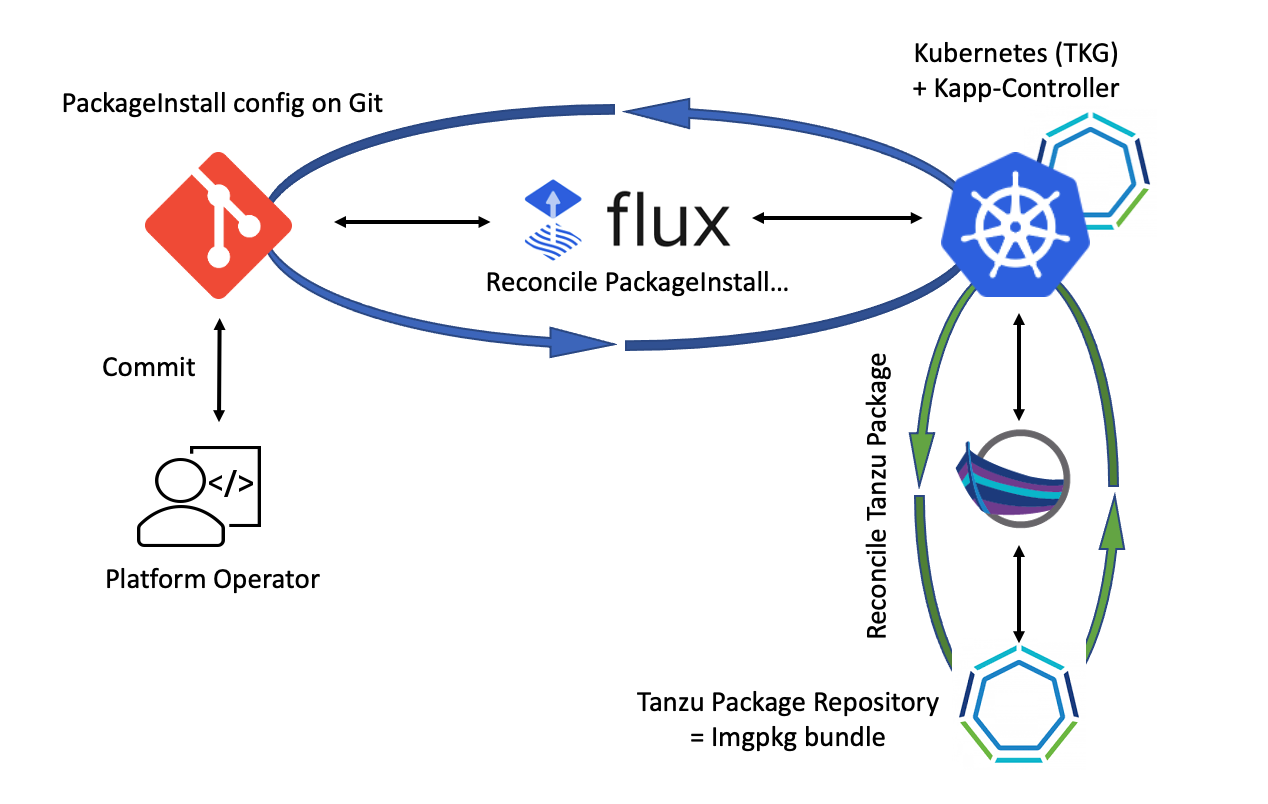 Kubernetes (TKG)
+ Kapp-Controller
PackageInstall config on Git
flux
Reconcile PackageInstall...
Commit
</>
Platform Operator
Reconcile Tanzu Package
Tanzu Package Repository
= Imgpkg bundle